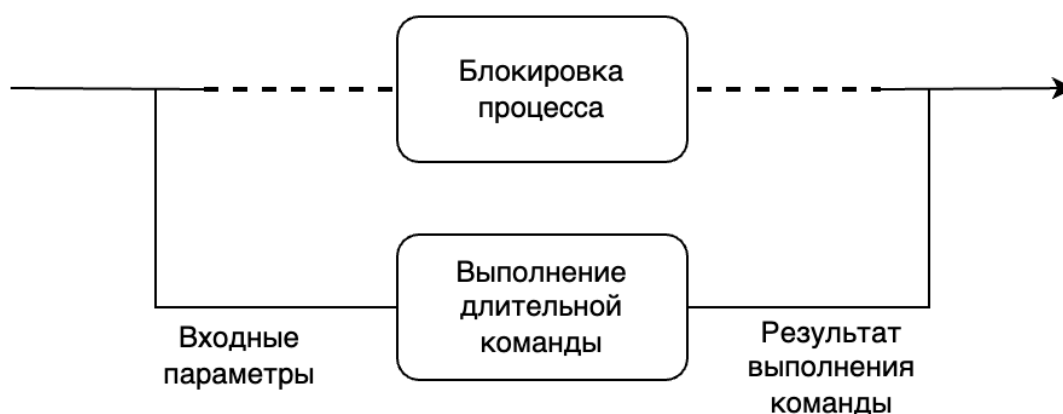 Блокировка
процесса
Выполнение
длительной
команды
Входные
параметры
Результат
выполнения
команды